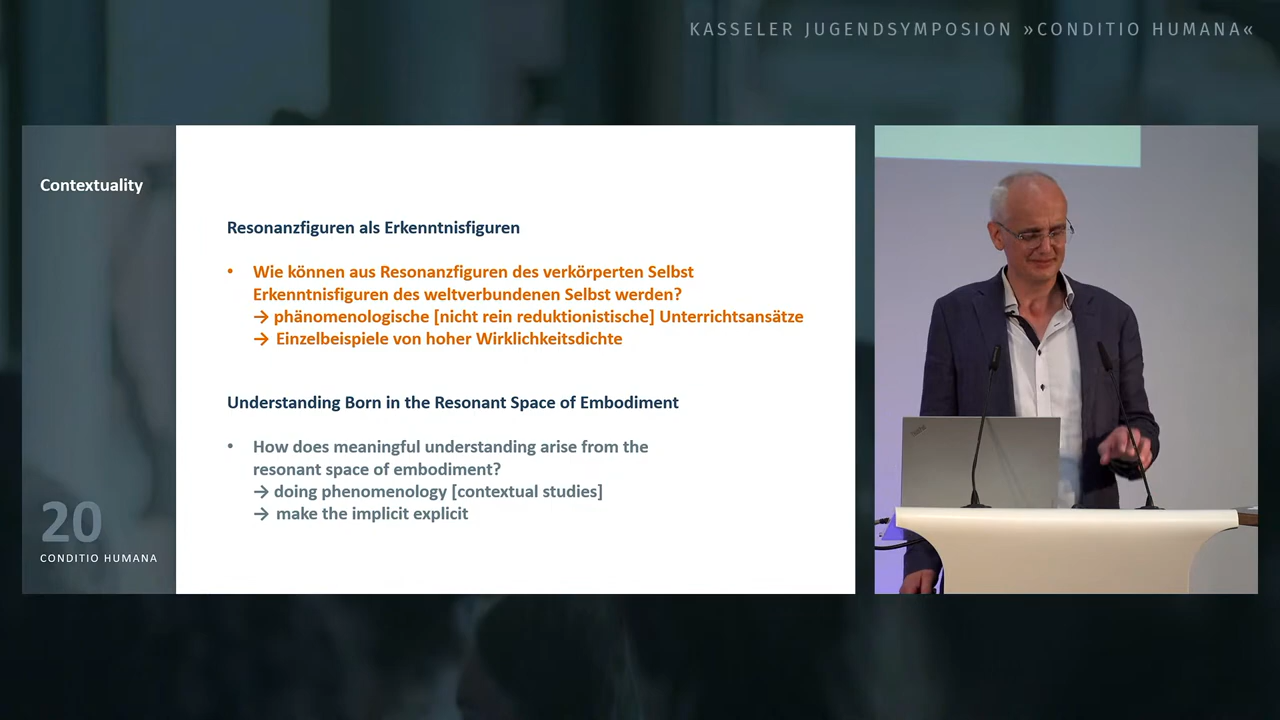 KASSELER JUGENDSYMPOSION »CONDITIO HUMANA«
Contextuality
Resonanzfiguren als Erkenntnisfiguren
• Wie können aus Resonanzfiguren des verkörperten Selbst
Erkenntnisfiguren des weltverbundenen Selbst werden?
→ phänomenologische [nicht rein reduktionistische] Unterrichtsansätze
→ Einzelbeispiele von hoher Wirklichkeitsdichte
Understanding Born in the Resonant Space of Embodiment
• How does meaningful understanding arise from the
resonant space of embodiment?
→ doing phenomenology [contextual studies]
→ make the implicit explicit
20
CONDITIO HUMANA